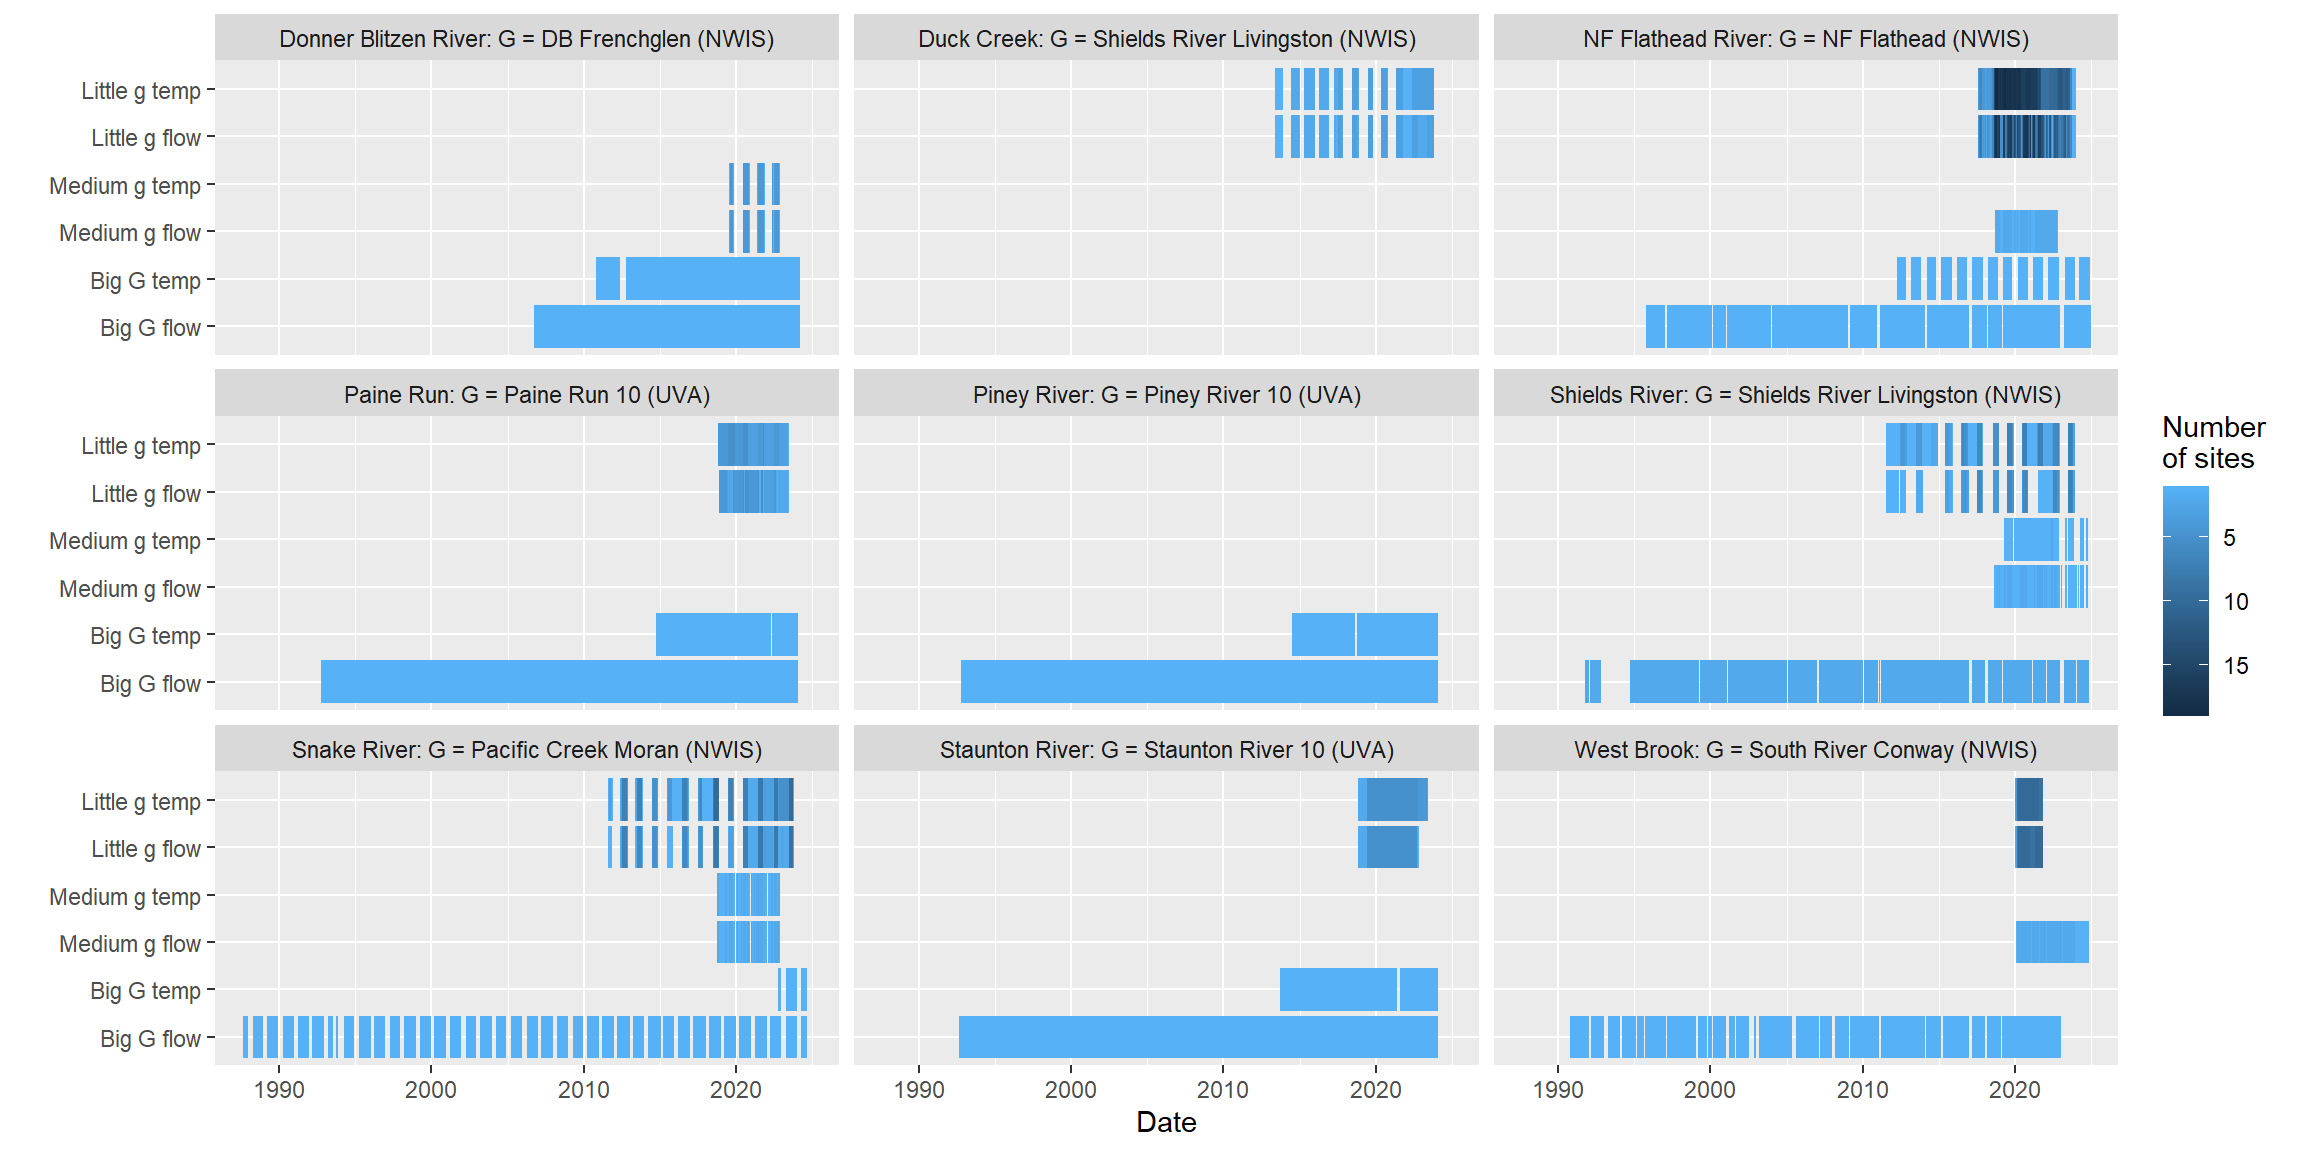 Donner Blitzen River: G = DB Frenchglen (NWIS)
Duck Creek: G = Shields River Livingston (NWIS)
NF Flathead River: G = NF Flathead (NWIS)
Little g temp
Little g flow
Medium g temp
Medium g flow
Big G temp
Big G flow
Paine Run: G = Paine Run 10 (UVA)
Piney River: G = Piney River 10 (UVA)
Shields River: G = Shields River Livingston (NWIS)
Little g temp
Little g flow
Medium g temp
Medium g flow
Big G temp
Big G flow
Snake River: G = Pacific Creek Moran (NWIS)
Staunton River: G = Staunton River 10 (UVA)
West Brook: G = South River Conway (NWIS)
Little g temp
Little g flow
Medium g temp
Medium g flow
Big G temp
Big G flow
1990 2000 2010 2020
1990 2000 2010 2020
1990 2000 2010 2020
Date
Number
of sites
5
10
15